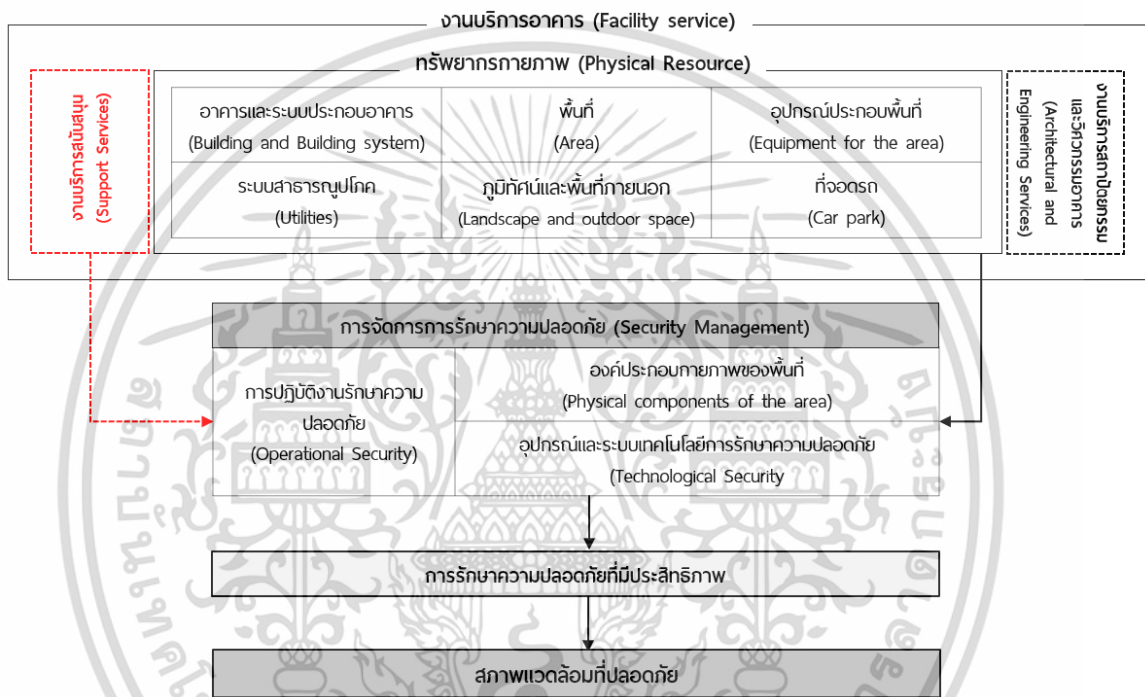 งานบริการอาคาร (Facility service)
ทรัพยากรกายภาพ (Physical Resource)
งานบริการสนับสนุน
(Support Services)
อาคารและระบบประกอบอาคาร
(Building and Building system)
พื้นที่
(Area)
อุปกรณ์ประกอบพื้นที่
(Equipment for the area)
ระบบสาธารณูปโภค
(Utilities)
ภูมิทัศน์และพื้นที่ภายนอก
(Landscape and outdoor space)
ที่จอดรถ
(Car park)
งานบริการสถาปัตยกรรม
และวิศวกรรมอาคาร
(Architectural and
Engineering Services)
การจัดการการรักษาความปลอดภัย (Security Management)
การปฏิบัติงานรักษาความ
ปลอดภัย
(Operational Security)
องค์ประกอบกายภาพของพื้นที่
(Physical components of the area)
อุปกรณ์และระบบเทคโนโลยีการรักษาความปลอดภัย
(Technological Security
การรักษาความปลอดภัยที่มีประสิทธิภาพ
สภาพแวดล้อมที่ปลอดภัย